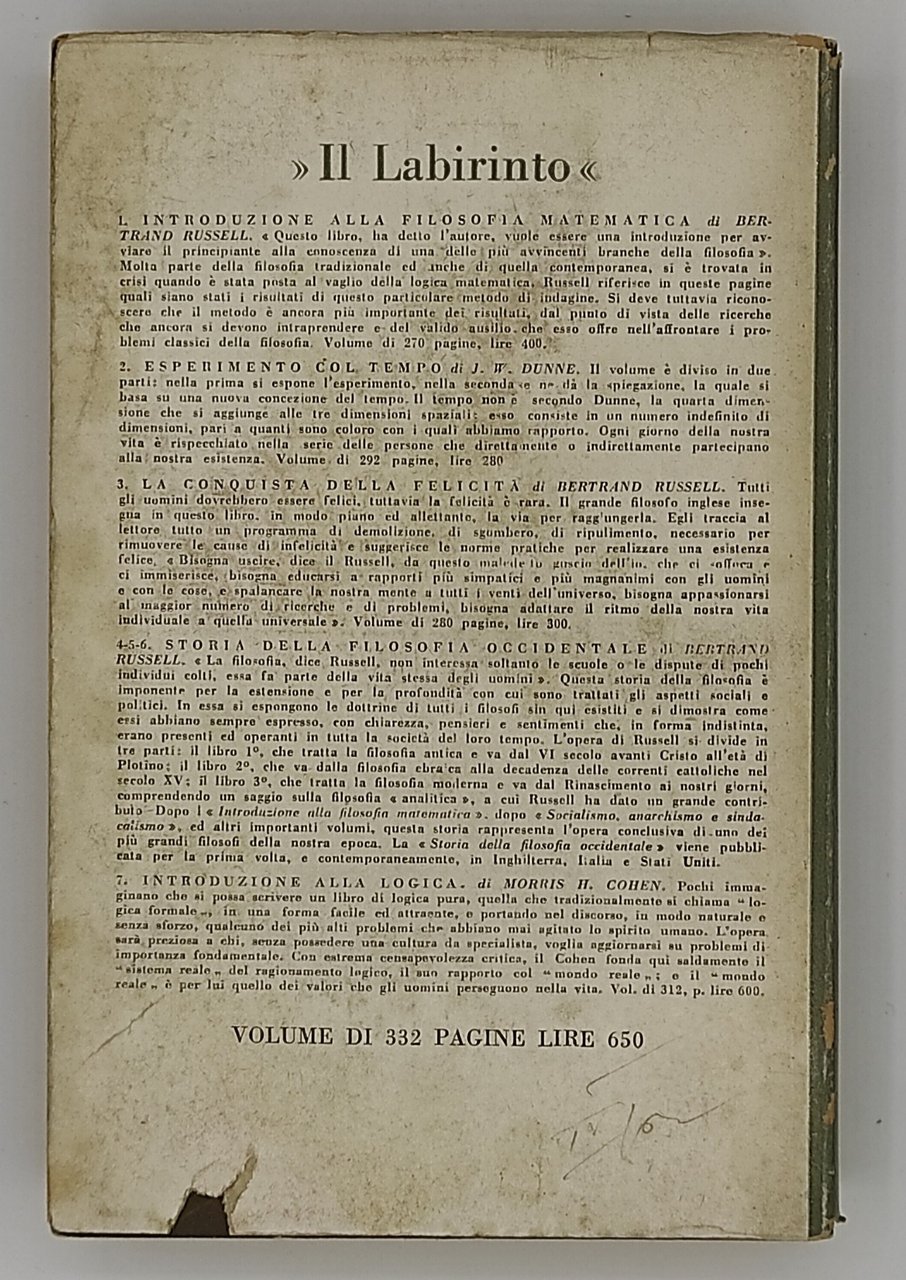 » Il Labirinto «
1. INTRODUZIONE ALLA FILOSOFIA MATEMATICA di BER-
TRAND RUSSELL. « Questo libro, ha detto l'autore, vuole essere una introduzione per av-
viare il principiante alla conoscenza di una delle più avvincenti branche della filosofia ».
Molta parte della filosofia tradizionale ed anche di quella contemporanea, si è trovata in
crisi quando è stata posta al vaglio della logica matematica. Russell riferisce in queste pagine
quali siano stati i risultati di questo particolare metodo di indagine. Si deve tuttavia ricono-
scere che il metodo è ancora più importante dei risultati, dal punto di vista delle ricerche
che ancora si devono intraprendere e del valido ausilio che esso offre nell'affrontare i pro-
blemi classici della filosofia. Volume di 270 pagine, lire 400.
2. ESPERIMENTO COL TEMPO di J. W. DUNNE. Il volume è diviso in due
parti: nella prima si espone l'esperimento, nella seconda se ne dà la spiegazione, la quale si
basa su una nuova concezione del tempo. Il tempo non è secondo Dunne, la quarta dimen-
sione che si aggiunge alle tre dimensioni spaziali: esso consiste in un numero indefinito di
dimensioni, pari a quanti sono coloro con i quali abbiamo rapporto. Ogni giorno della nostra
vita è rispecchiato nella serie delle persone che direttamente o indirettamente partecipano
alla nostra esistenza. Volume di 292 pagine, lire 280
3. LA CONQUISTA DELLA FELICITÀ di BERTRAND RUSSELL. Tutti
gli uomini dovrebbero essere felici, tuttavia la felicità è rara. Il grande filosofo inglese inse-
gna in questo libro, in modo piano ed allettante, la via per ragg'ungerla. Egli traccia al
lettore tutto un programma di demolizione, di sgombero, di ripulimento, necessario per
rimuovere le cause di infelicità e suggerisce le norme pratiche per realizzare una esistenza
felice. « Bisogna uscire, dice il Russell, da questo maledetto guscio dell'io, che ci soffoca e
ci immiserisce, bisogna educarsi a rapporti più simpatici e più magnanimi con gli uomini
e con le cose, e spalancare la nostra mente a tutti i venti dell'universo, bisogna appassionarsi
al maggior numero di ricerche e di problemi, bisogna adattare il ritmo della nostra vita
individuale a quella universale ». Volume di 280 pagine, lire 300.
4-5-6. STORIA DELLA FILOSOFIA OCCIDENTALE di BERTRAND
RUSSELL. « La filosofia, dice Russell, non interessa soltanto le scuole o le dispute di pochi
individui colti, essa fa parte della vita stessa degli uomini ». Questa storia della filosofia è
imponente per la estensione e per la profondità con cui sono trattati gli aspetti sociali e
politici. In essa si espongono le dottrine di tutti i filosofi sin qui esistiti e si dimostra come
essi abbiano sempre espresso, con chiarezza, pensieri e sentimenti che, in forma indistinta,
erano presenti ed operanti in tutta la società del loro tempo. L'opera di Russell si divide in
tre parti: il libro 1°, che tratta la filosofia antica e va dal VI secolo avanti Cristo all'età di
Plotino; il libro 2°, che va dalla filosofia ebraica alla decadenza delle correnti cattoliche nel
secolo XV; il libro 3°, che tratta la filosofia moderna e va dal Rinascimento ai nostri giorni,
comprendendo un saggio sulla filosofia « analitica », a cui Russell ha dato un grande contri-
buto Dopo l « Introduzione alla filosofia matematica ». dopo « Socialismo, anarchismo e sinda-
calismo », ed altri importanti volumi, questa storia rappresenta l'opera conclusiva di uno dei
più grandi filosofi della nostra epoca. La « Storia della filosofia occidentale » viene pubbli-
cata per la prima volta, e contemporaneamente, in Inghilterra, Italia e Stati Uniti.
7. INTRODUZIONE ALLA LOGICA. di MORRIS H. COHEN. Pochi imma-
ginano che si possa scrivere un libro di logica pura, quella che tradizionalmente si chiama “ lo-
gica formale „, in una forma facile ed attraente, e portando nel discorso, in modo naturale e
senza sforzo, qualcuno dei più alti problemi che abbiano mai agitato lo spirito umano. L'opera
sarà preziosa a chi, senza possedere una cultura da specialista, voglia aggiornarsi su problemi di
importanza fondamentale. Con estrema censapevolezza critica, il Cohen fonda qui saldamente il
“ sistema reale „ del ragionamento logico, il suo rapporto col “ mondo reale „ ; e il “ mondo
reale „ è per lui quello dei valori che gli uomini perseguono nella vita. Vol. di 312, p. lire 600.
VOLUME DI 332 PAGINE LIRE 650